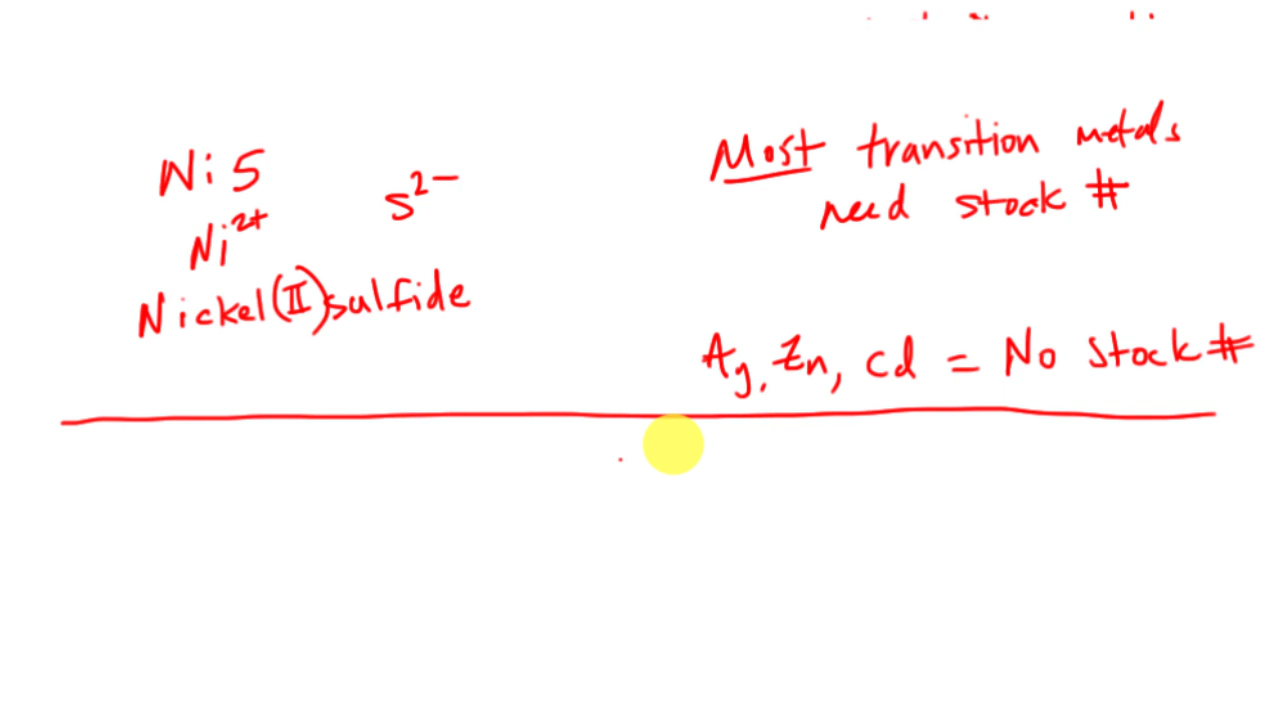 NiS
Ni²⁺
S²⁻
Nickel(II)sulfide
Most transition metals
need stock #
Ag, Zn, Cd = No stock #